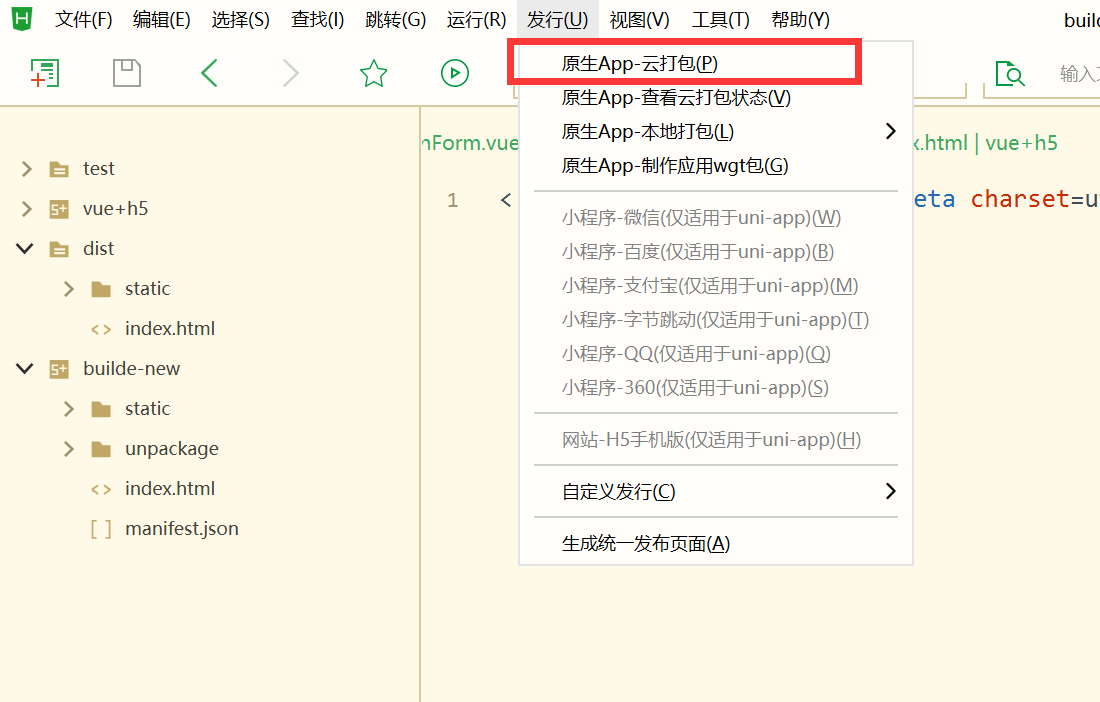 文件(F) 编辑(E) 选择(S) 查找(I) 跳转(G) 运行(R) 发行(U) 视图(V) 工具(T) 帮助(Y)
原生App-云打包(P)
原生App-查看云打包状态(V)
原生App-本地打包(L)
原生App-制作应用wgt包(G)
小程序-微信(仅适用于uni-app)(W)
小程序-百度(仅适用于uni-app)(B)
小程序-支付宝(仅适用于uni-app)(M)
小程序-字节跳动(仅适用于uni-app)(T)
小程序-QQ(仅适用于uni-app)(Q)
小程序-360(仅适用于uni-app)(S)
网站-H5手机版(仅适用于uni-app)(H)
自定义发行(C)
生成统一发布页面(A)
输入
test
vue+h5
dist
static
index.html
builde-new
static
unpackage
index.html
manifest.json
Form.vue
.html | vue+h5
1 < eta charset=u